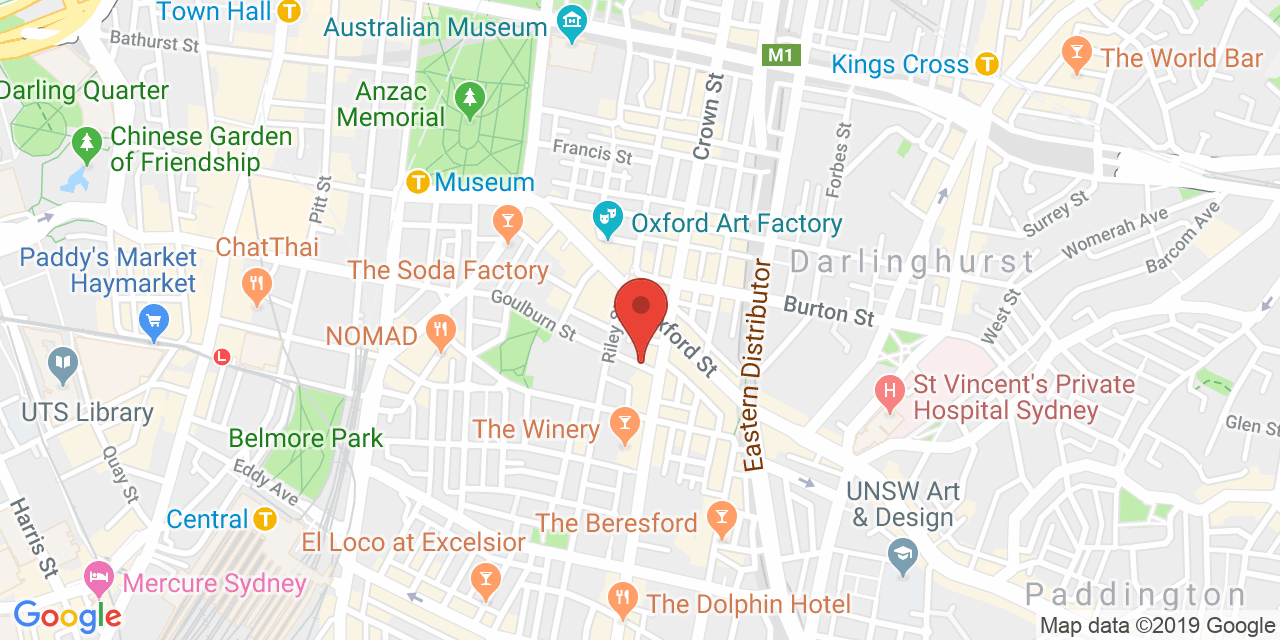 Town Hall
T
Australian Museum
Bathurst St
M1
Kings Cross
T
The World Bar
Darling Quarter
Anzac
Memorial
Crown St
Chinese Garden
of Friendship
Francis St
Forbes St
T
Museum
Pitt St
Surrey St
Womerah Ave
Barcom Ave
Oxford Art Factory
ChatThai
Paddy's Market
Haymarket
The Soda Factory
Darlinghurst
Eastern Distributor
Goulburn St
Riley
Burton St
West St
NOMAD
Oxford St
L
H
St Vincent's Private
Hospital Sydney
UTS Library
The Winery
Glen St
Belmore Park
Quay St
Eddy Ave
UNSW Art
& Design
Harris St
Central
T
The Beresford
El Loco at Excelsior
Mercure Sydney
The Dolphin Hotel
Paddington
Google
Map data ©2019 Google